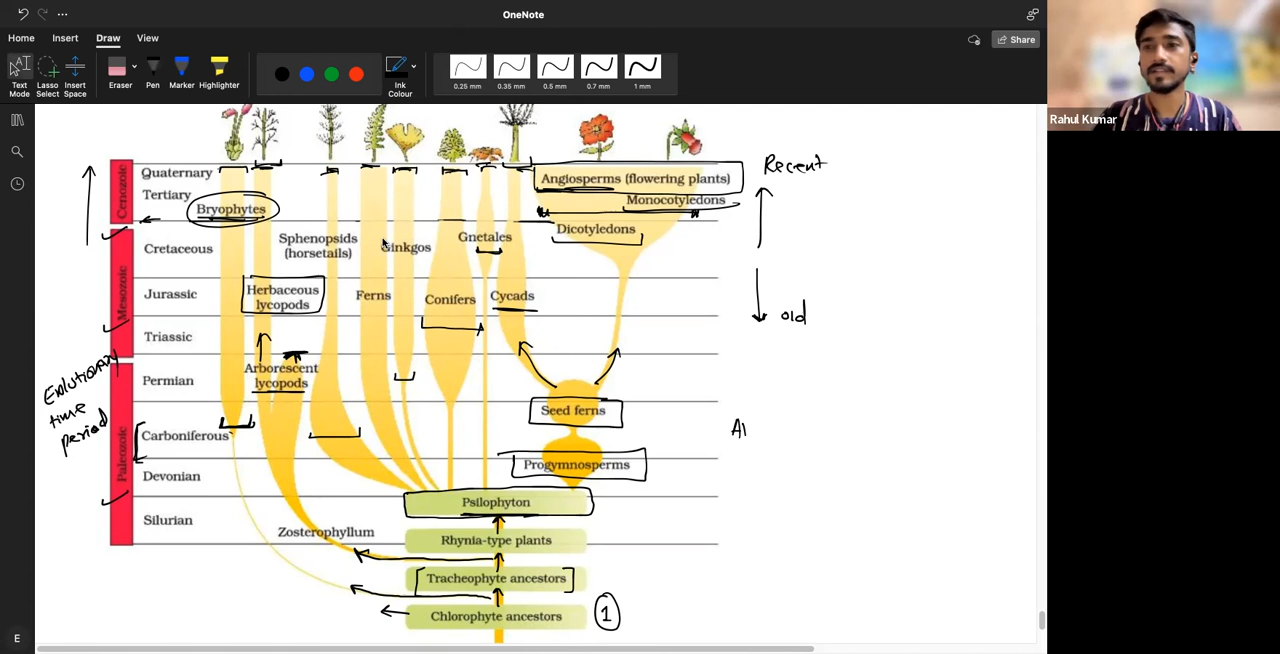 OneNote
Home Insert Draw View
Share
Text Mode
Lasso Select
Insert Space
Eraser
Pen
Marker
Highlighter
Ink Colour
0.25 mm
0.35 mm
0.5 mm
0.7 mm
1 mm
Rahul Kumar
Recent
old
Evolutionary
time
period
Cenozoic
Mesozoic
Paleozoic
Quaternary
Tertiary
Cretaceous
Jurassic
Triassic
Permian
Carboniferous
Devonian
Silurian
Angiosperms (flowering plants)
Monocotyledons
Dicotyledons
Bryophytes
Sphenopsids
(horsetails)
Ginkgos
Gnetales
Herbaceous
lycopods
Ferns
Conifers
Cycads
Arborescent
lycopods
Seed ferns
Progymnosperms
Psilophyton
Zosterophyllum
Rhynia-type plants
Tracheophyte ancestors
Chlorophyte ancestors
1
E